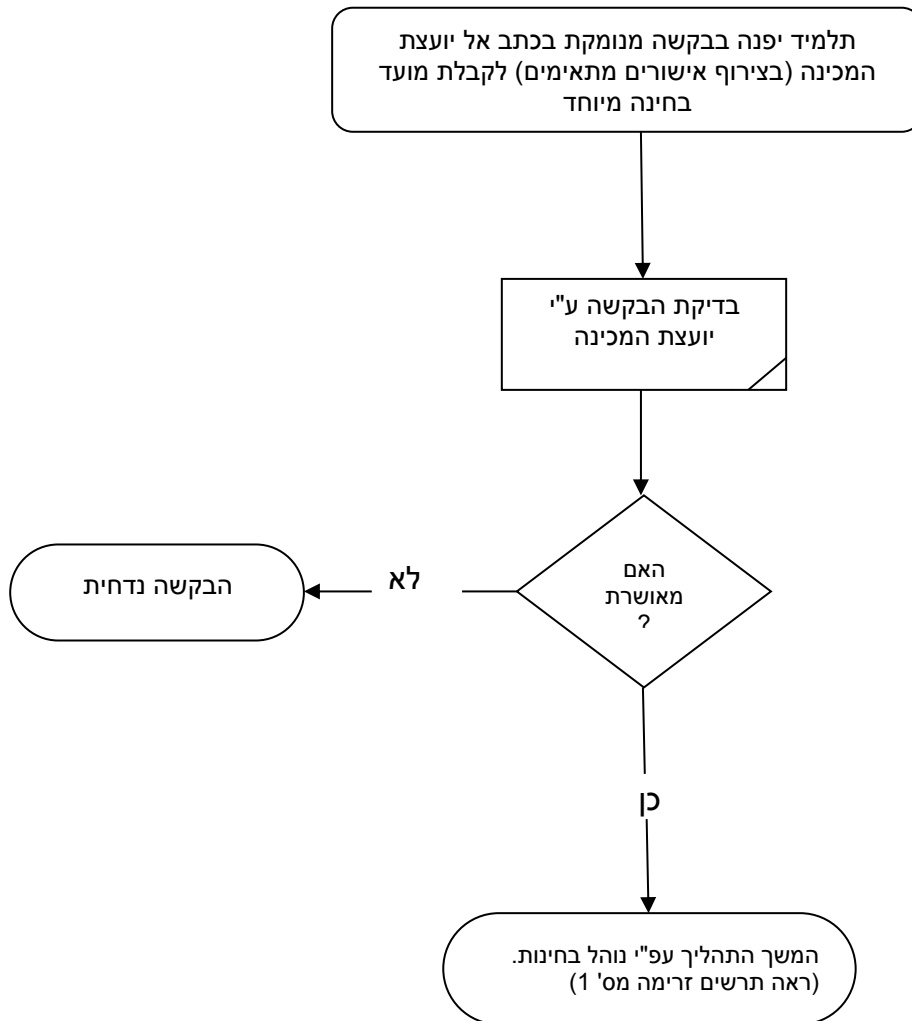 תלמיד יפנה בבקשה מנומקת בכתב אל יועצת
המכינה (בצירוף אישורים מתאימים) לקבלת מועד
בחינה מיוחד
בדיקת הבקשה ע"י
יועצת המכינה
האם
מאושרת
?
לא
הבקשה נדחית
כן
המשך התהליך עפ"י נוהל בחינות.
(ראה תרשים זרימה מס' 1)